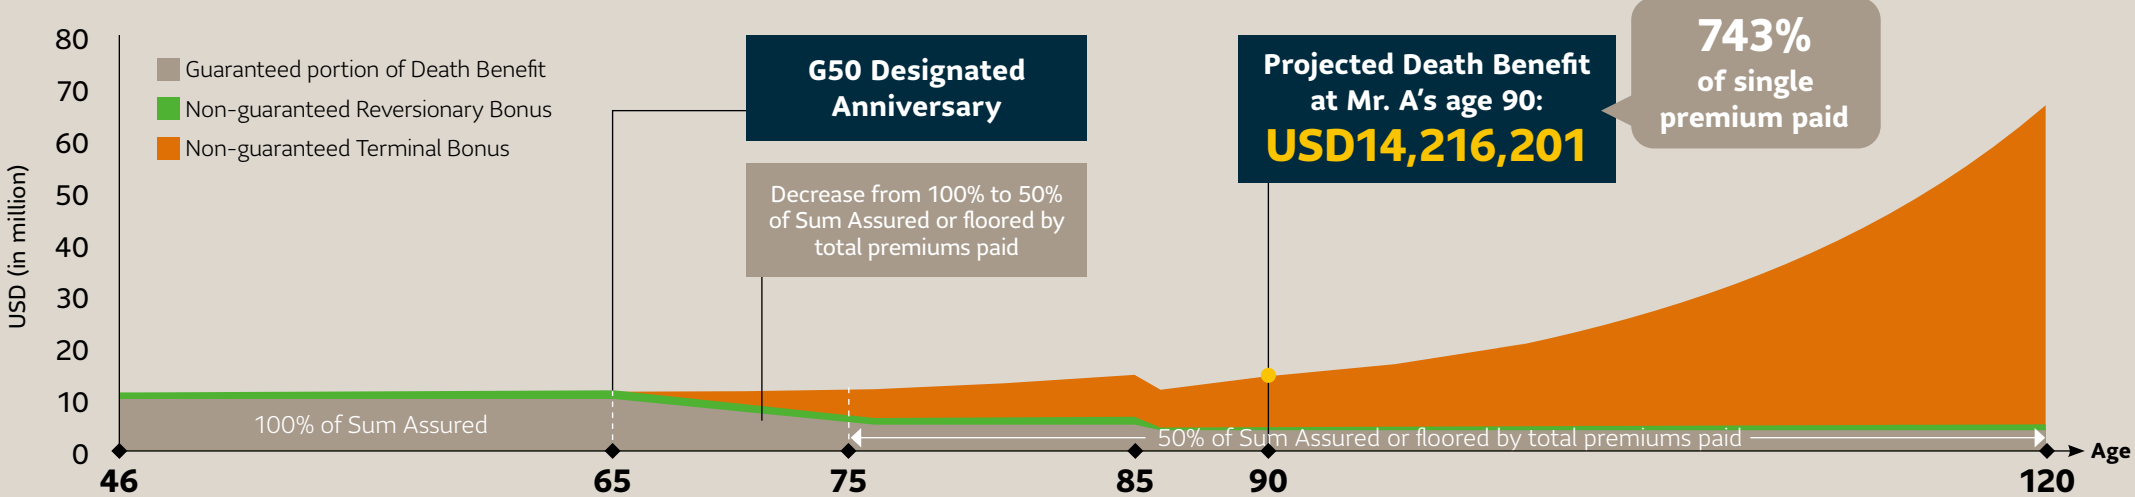 80
70
60
50
40
30
20
10
0
USD (in million)
Guaranteed portion of Death Benefit
Non-guaranteed Reversionary Bonus
Non-guaranteed Terminal Bonus
G50 Designated
Anniversary
Decrease from 100% to 50%
of Sum Assured or floored by
total premiums paid
Projected Death Benefit
at Mr. A’s age 90:
USD14,216,201
743%
of single
premium paid
100% of Sum Assured
50% of Sum Assured or floored by total premiums paid
Age
46 65 75 85 90 120